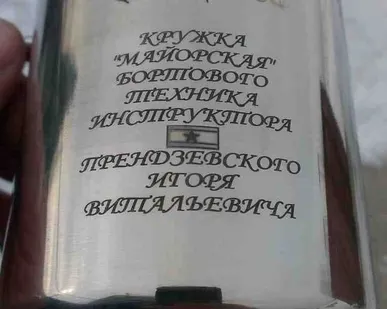 КРУЖКА
"МАЙОРСКАЯ"
БОРТОВОГО
ТЕХНИКА
ИНСТРУКТОРА
ПРЕНДЗЕВСКОГО
ИГОРЯ
ВИТАЛЬЕВИЧА